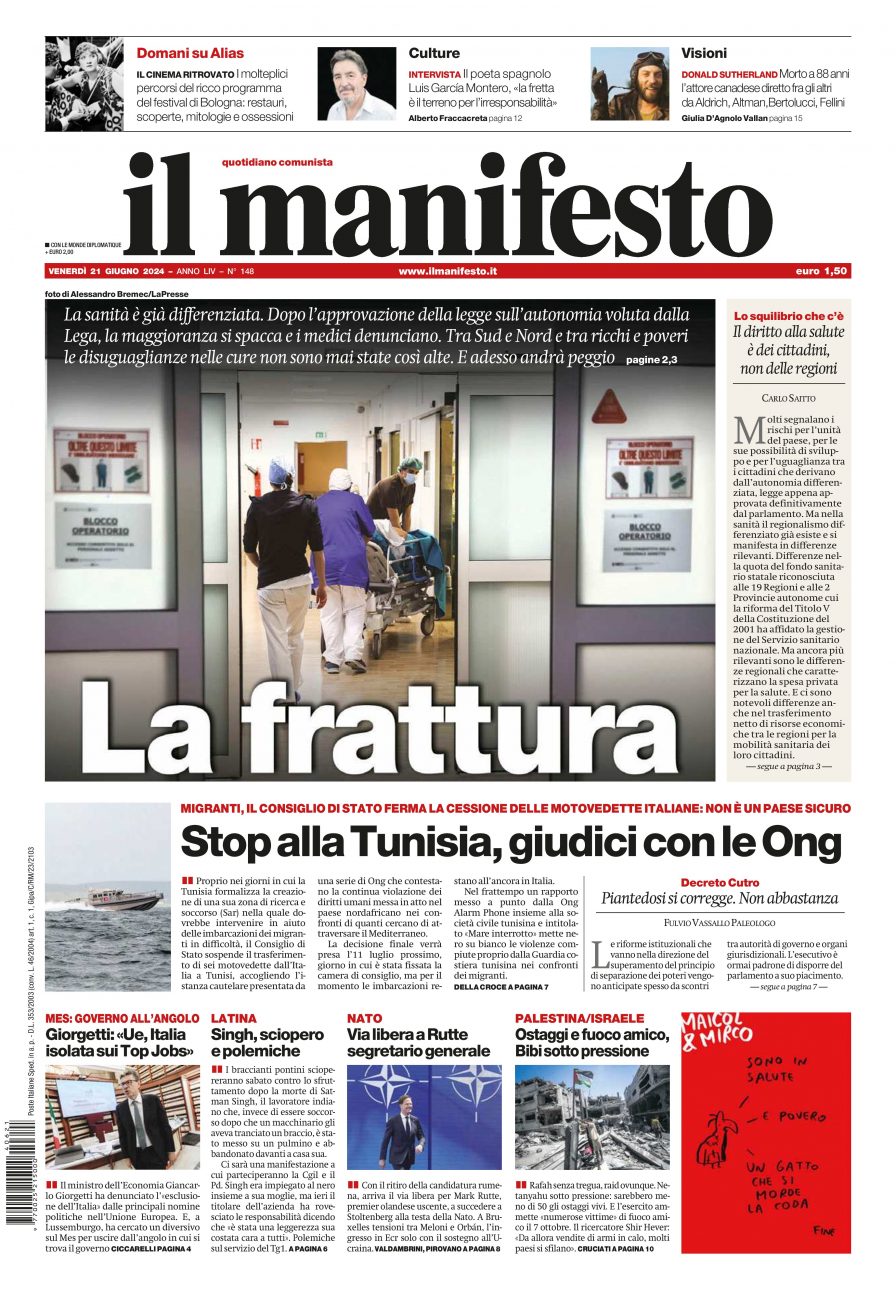 Domani su Alias
IL CINEMA RITROVATO I molteplici
percorsi del ricco programma
del festival di Bologna: restauri,
scoperte, mitologie e ossessioni
Culture
INTERVISTA Il poeta spagnolo
Luis García Montero, «la fretta
è il terreno per l'irresponsabilità»
Alberto Fraccacreta pagina 12
Visioni
DONALD SUTHERLAND Morto a 88 anni
l'attore canadese diretto fra gli altri
da Aldrich, Altman, Bertolucci, Fellini
Giulia D'Agnolo Vallan pagina 15
quotidiano comunista
il manifesto
CON LE MONDE DIPLOMATIQUE
+ EURO 2,00
VENERDÌ 21 GIUGNO 2024 – ANNO LIV – N° 148
www.ilmanifesto.it
euro 1,50
foto di Alessandro Bremec/LaPresse
La sanità è già differenziata. Dopo l'approvazione della legge sull'autonomia voluta dalla
Lega, la maggioranza si spacca e i medici denunciano. Tra Sud e Nord e tra ricchi e poveri
le disuguaglianze nelle cure non sono mai state così alte. E adesso andrà peggio pagine 2,3
BLOCCO OPERATORIO
OLTRE QUESTO LIMITE
BLOCCO
OPERATORIO
BLOCCO OPERATORIO
OLTRE QUESTO LIMITE
BLOCCO
OPERATORIO
La frattura
Lo squilibrio che c'è
Il diritto alla salute
è dei cittadini,
non delle regioni
CARLO SAITTO
Molti segnalano i
rischi per l'unità
del paese, per le
sue possibilità di svilup-
po e per l'uguaglianza tra
i cittadini che derivano
dall'autonomia differen-
ziata, legge appena ap-
provata definitivamente
dal parlamento. Ma nella
sanità il regionalismo dif-
ferenziato già esiste e si
manifesta in differenze
rilevanti. Differenze nel-
la quota del fondo sanita-
rio statale riconosciuta
alle 19 Regioni e alle 2
Provincie autonome cui
la riforma del Titolo V
della Costituzione del
2001 ha affidato la gestio-
ne del Servizio sanitario
nazionale. Ma ancora più
rilevanti sono le differen-
ze regionali che caratte-
rizzano la spesa privata
per la salute. E ci sono
notevoli differenze an-
che nel trasferimento
netto di risorse economi-
che tra le regioni per la
mobilità sanitaria dei
loro cittadini.
— segue a pagina 3 —
MIGRANTI, IL CONSIGLIO DI STATO FERMA LA CESSIONE DELLE MOTOVEDETTE ITALIANE: NON È UN PAESE SICURO
Stop alla Tunisia, giudici con le Ong
Proprio nei giorni in cui la
Tunisia formalizza la creazio-
ne di una sua zona di ricerca e
soccorso (Sar) nella quale do-
vrebbe intervenire in aiuto
delle imbarcazioni dei migran-
ti in difficoltà, il Consiglio di
Stato sospende il trasferimen-
to di sei motovedette dall'Ita-
lia a Tunisi, accogliendo l'i-
stanza cautelare presentata da
una serie di Ong che contesta-
no la continua violazione dei
diritti umani messa in atto nel
paese nordafricano nei con-
fronti di quanti cercano di at-
traversare il Mediterraneo.
La decisione finale verrà
presa l'11 luglio prossimo,
giorno in cui è stata fissata la
camera di consiglio, ma per il
momento le imbarcazioni re-
stano all'ancora in Italia.
Nel frattempo un rapporto
messo a punto dalla Ong
Alarm Phone insieme alla so-
cietà civile tunisina e intitola-
to «Mare interrotto» mette
nero su bianco le violenze com-
piute proprio dalla Guardia co-
stiera tunisina nei confronti
dei migranti.
DELLA CROCE A PAGINA 7
Decreto Cutro
Piantedosi si corregge. Non abbastanza
FULVIO VASSALLO PALEOLOGO
Le riforme istituzionali che
vanno nella direzione del
superamento del principio
di separazione dei poteri vengo-
no anticipate spesso da scontri
tra autorità di governo e organi
giurisdizionali. L'esecutivo è
ormai padrone di disporre del
parlamento a suo piacimento.
— segue a pagina 7 —
MES: GOVERNO ALL'ANGOLO
Giorgetti: «Ue, Italia
isolata sui Top Jobs»
Il ministro dell'Economia Giancar-
lo Giorgetti ha denunciato l'«esclusio-
ne dell'Italia» dalle principali nomine
politiche nell'Unione Europea. E, a
Lussemburgo, ha cercato un diversivo
sul Mes per uscire dall'angolo in cui si
trova il governo CICCARELLI PAGINA 4
LATINA
Singh, sciopero
e polemiche
I braccianti pontini sciope-
reranno sabato contro lo sfrut-
tamento dopo la morte di Sat-
man Singh, il lavoratore india-
no che, invece di essere soccor-
so dopo che un macchinario gli
aveva tranciato un braccio, è sta-
to messo su un pulmino e ab-
bandonato davanti a casa sua.
Ci sarà una manifestazione a
cui parteciperanno la Cgil e il
Pd. Singh era impiegato al nero
insieme a sua moglie, ma ieri il
titolare dell'azienda ha rove-
sciato le responsabilità dicendo
che «è stata una leggerezza sua
costata cara a tutti». Polemiche
sul servizio del Tg1. A PAGINA 6
NATO
Via libera a Rutte
segretario generale
Con il ritiro della candidatura rume-
na, arriva il via libera per Mark Rutte,
premier olandese uscente, a succedere a
Stoltenberg alla testa della Nato. A Bru-
xelles tensioni tra Meloni e Orbán, l'in-
gresso in Ecr solo con il sostegno all'U-
craina. VALDAMBRINI, PIROVANO A PAGINA 8
PALESTINA/ISRAELE
Ostaggi e fuoco amico,
Bibi sotto pressione
Rafah senza tregua, raid ovunque. Ne-
tanyahu sotto pressione: sarebbero me-
no di 50 gli ostaggi vivi. E l'esercito am-
mette «numerose vittime» di fuoco ami-
co il 7 ottobre. Il ricercatore Shir Hever:
«Da allora vendite di armi in calo, molti
paesi si sfilano». CRUCIATI A PAGINA 10
MAICOL
& MIRCO
SONO IN
SALUTE
E POVERO
UN GATTO
CHE SI
MORDE
LA CODA
FINE
Poste Italiane Sped. in a. p. - D.L. 353/2003 (conv. L. 46/2004) art. 1, c. 1, Gipa/C/RM/23/2103
40621
9 770025 215000